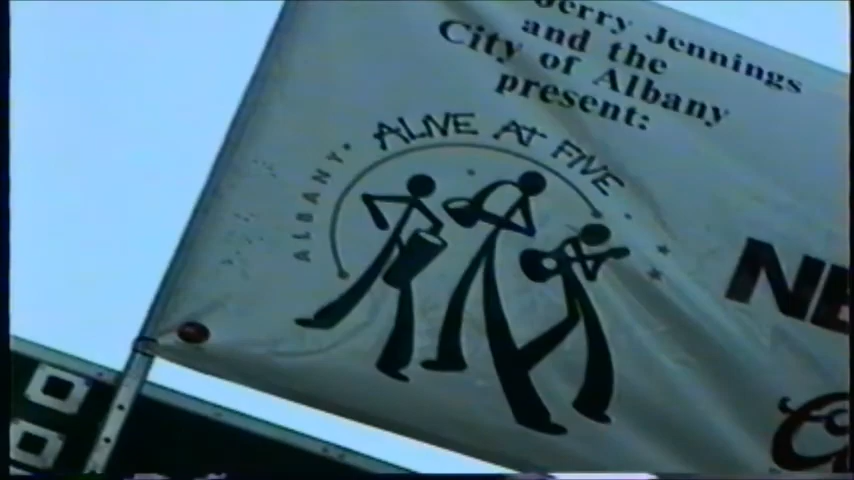 Jerry Jennings
and the
City of Albany
present:
ALIVE AT FIVE
ALBANY